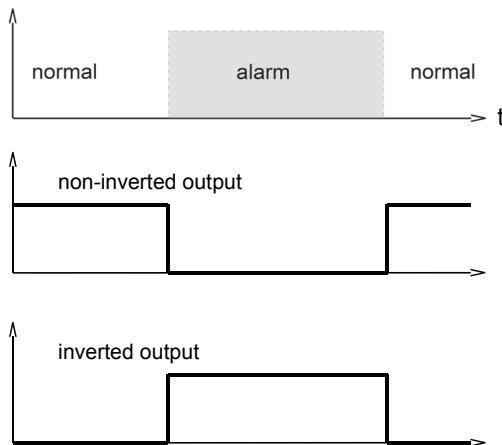 normal alarm normal
t
non-inverted output
inverted output